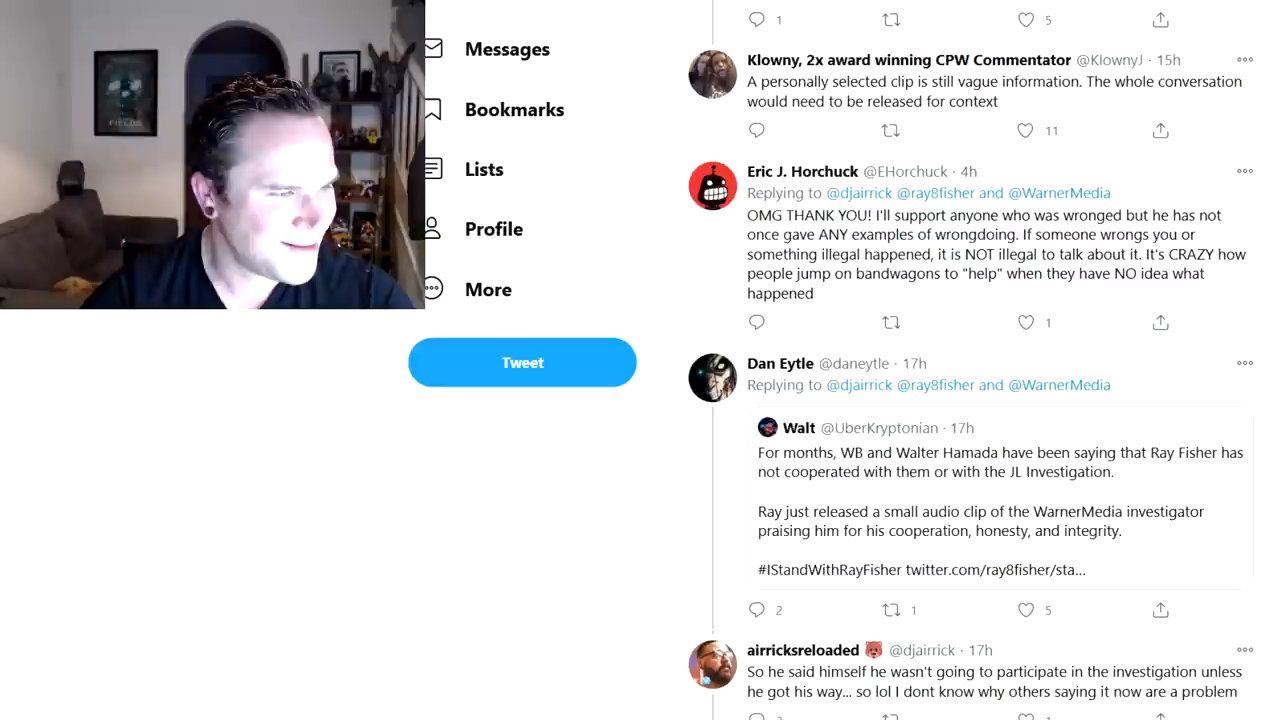 Messages
Bookmarks
Lists
Profile
More
Tweet
1
5
Klowny, 2x award winning CPW Commentator @KlownyJ · 15h
A personally selected clip is still vague information. The whole conversation
would need to be released for context
11
Eric J. Horchuck @EHorchuck · 4h
Replying to @djairrick @ray8fisher and @WarnerMedia
OMG THANK YOU! I'll support anyone who was wronged but he has not
once gave ANY examples of wrongdoing. If someone wrongs you or
something illegal happened, it is NOT illegal to talk about it. It's CRAZY how
people jump on bandwagons to "help" when they have NO idea what
happened
1
Dan Eytle @daneytle · 17h
Replying to @djairrick @ray8fisher and @WarnerMedia
Walt @UberKryptonian · 17h
For months, WB and Walter Hamada have been saying that Ray Fisher has
not cooperated with them or with the JL Investigation.
Ray just released a small audio clip of the WarnerMedia investigator
praising him for his cooperation, honesty, and integrity.
#IStandWithRayFisher twitter.com/ray8fisher/sta...
2
1
5
airricksreloaded @djairrick · 17h
So he said himself he wasn't going to participate in the investigation unless
he got his way... so lol I dont know why others saying it now are a problem